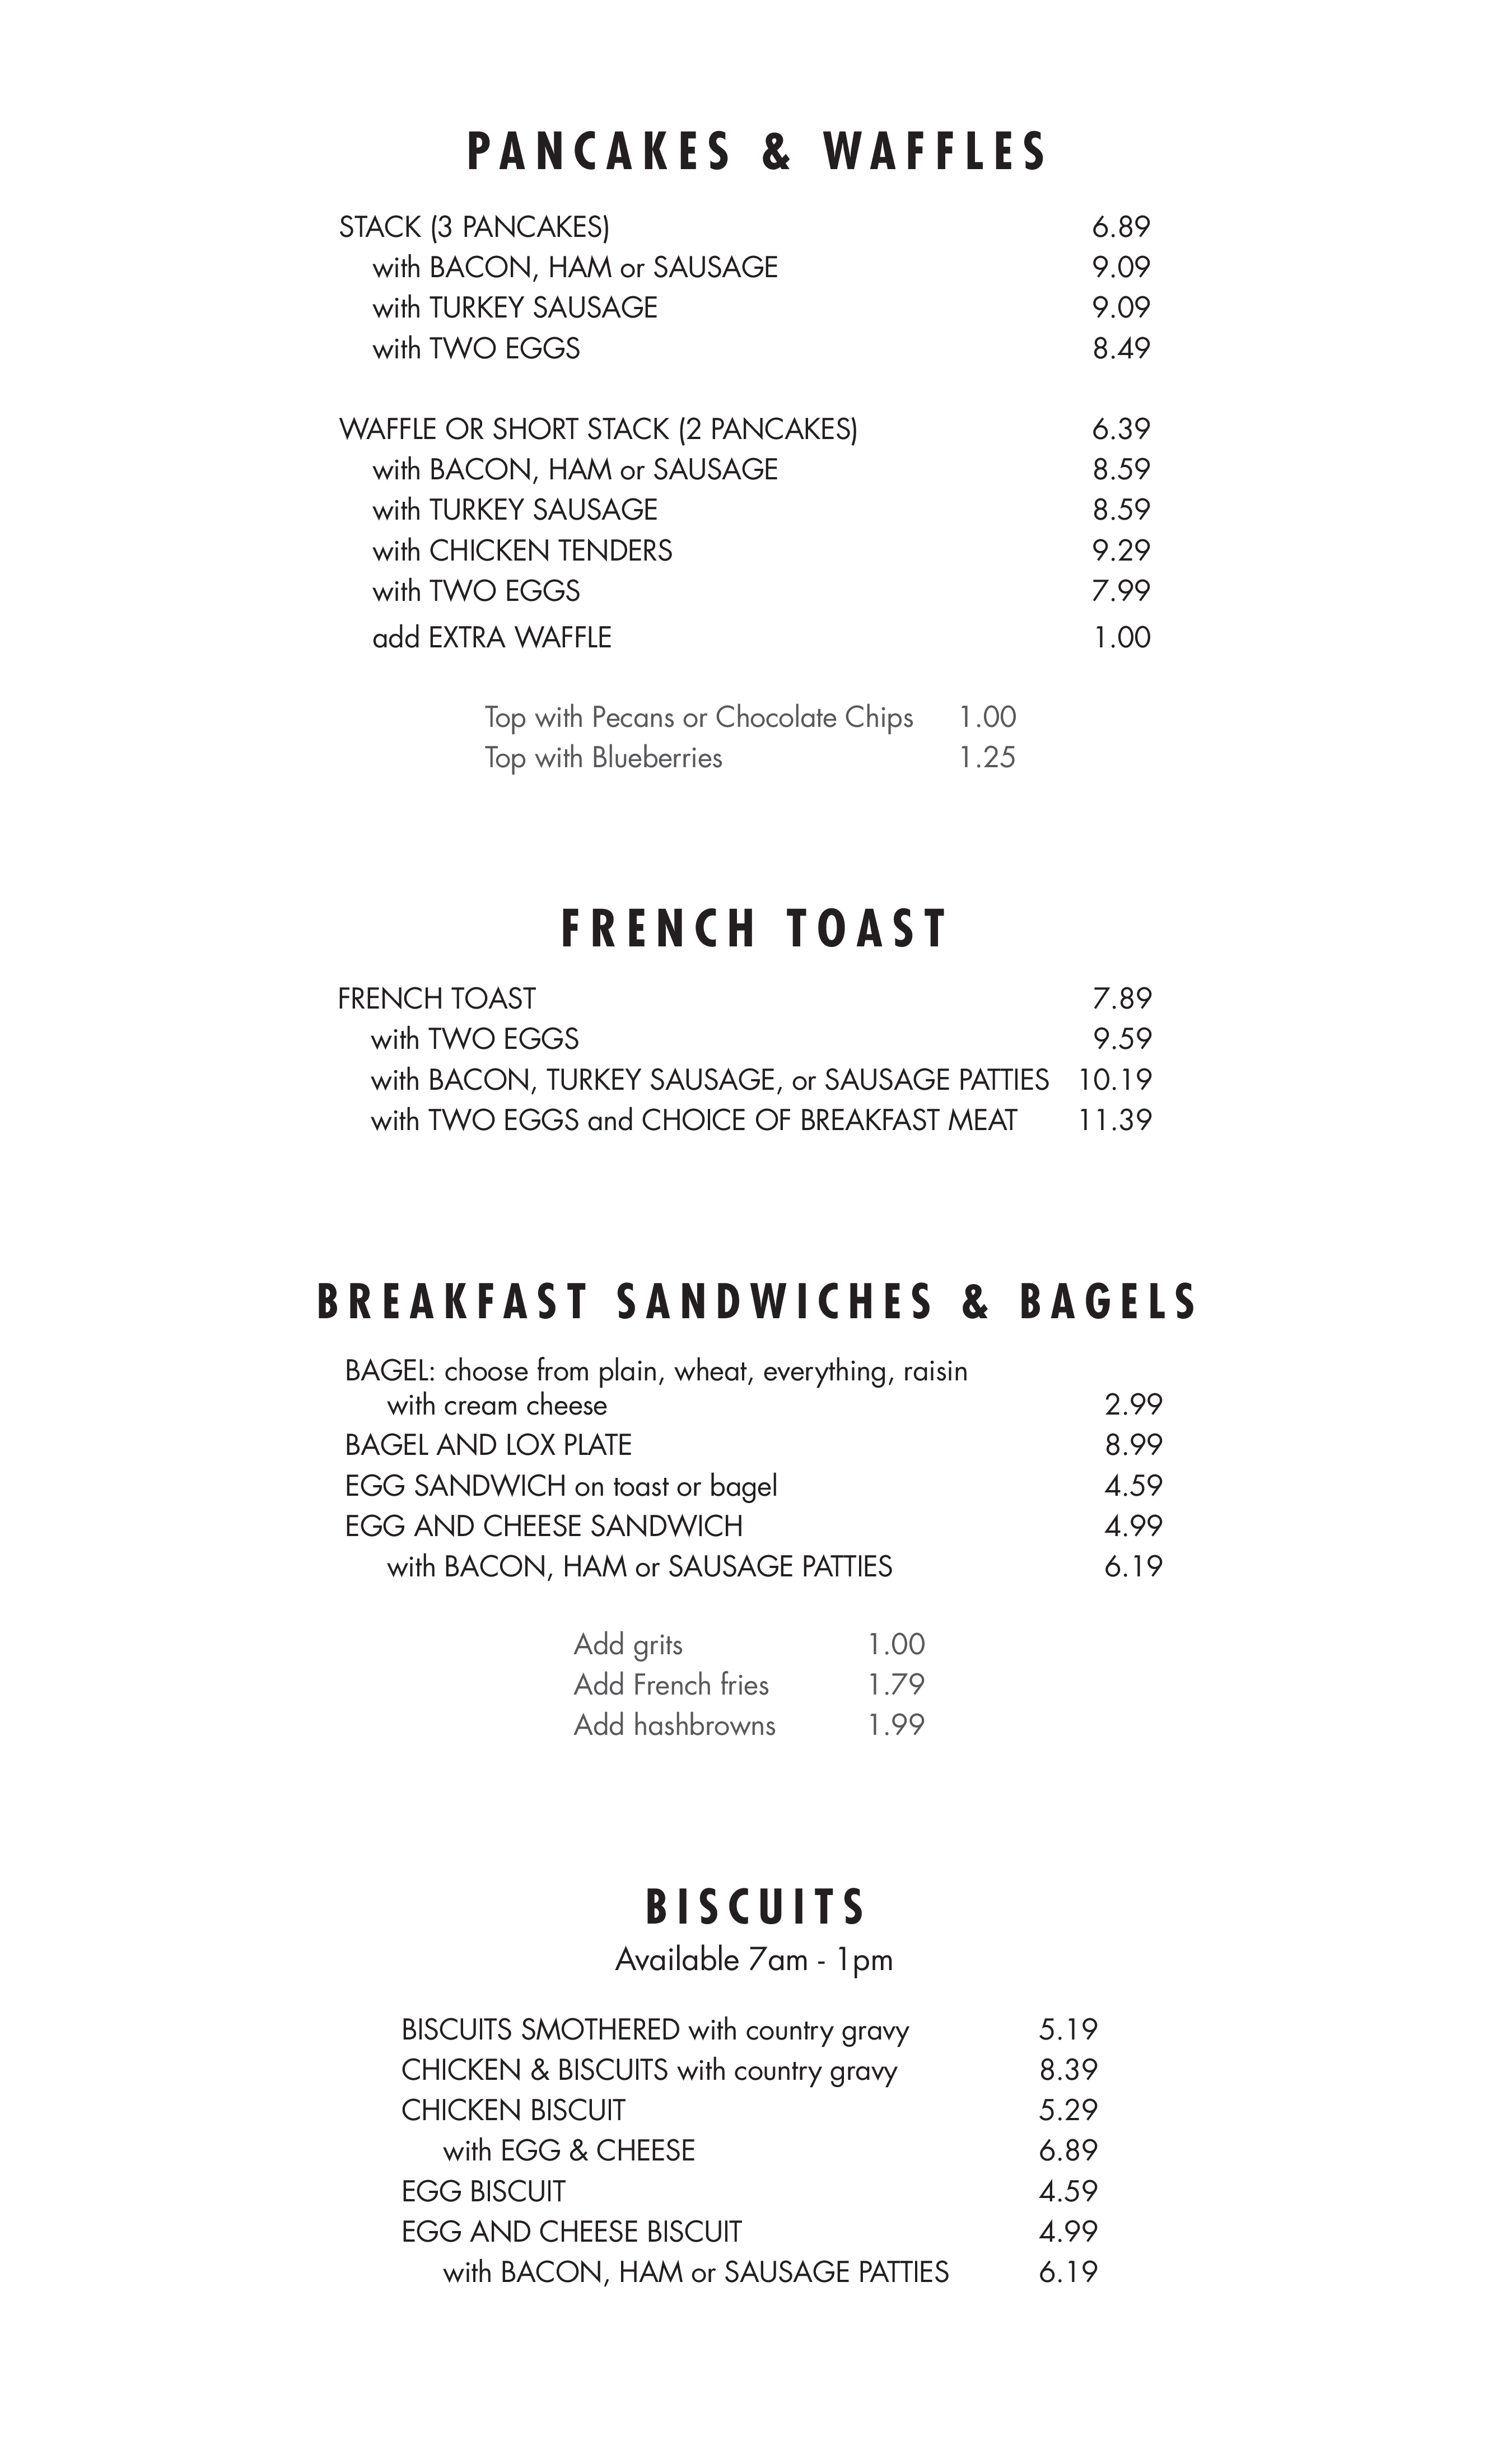 PANCAKES & WAFFLES
STACK (3 PANCAKES) 6.89
with BACON, HAM or SAUSAGE 9.09
with TURKEY SAUSAGE 9.09
with TWO EGGS 8.49
WAFFLE OR SHORT STACK (2 PANCAKES) 6.39
with BACON, HAM or SAUSAGE 8.59
with TURKEY SAUSAGE 8.59
with CHICKEN TENDERS 9.29
with TWO EGGS 7.99
add EXTRA WAFFLE 1.00
Top with Pecans or Chocolate Chips 1.00
Top with Blueberries 1.25
FRENCH TOAST
FRENCH TOAST 7.89
with TWO EGGS 9.59
with BACON, TURKEY SAUSAGE, or SAUSAGE PATTIES 10.19
with TWO EGGS and CHOICE OF BREAKFAST MEAT 11.39
BREAKFAST SANDWICHES & BAGELS
BAGEL: choose from plain, wheat, everything, raisin
with cream cheese 2.99
BAGEL AND LOX PLATE 8.99
EGG SANDWICH on toast or bagel 4.59
EGG AND CHEESE SANDWICH 4.99
with BACON, HAM or SAUSAGE PATTIES 6.19
Add grits 1.00
Add French fries 1.79
Add hashbrowns 1.99
BISCUITS
Available 7am - 1pm
BISCUITS SMOTHERED with country gravy 5.19
CHICKEN & BISCUITS with country gravy 8.39
CHICKEN BISCUIT 5.29
with EGG & CHEESE 6.89
EGG BISCUIT 4.59
EGG AND CHEESE BISCUIT 4.99
with BACON, HAM or SAUSAGE PATTIES 6.19